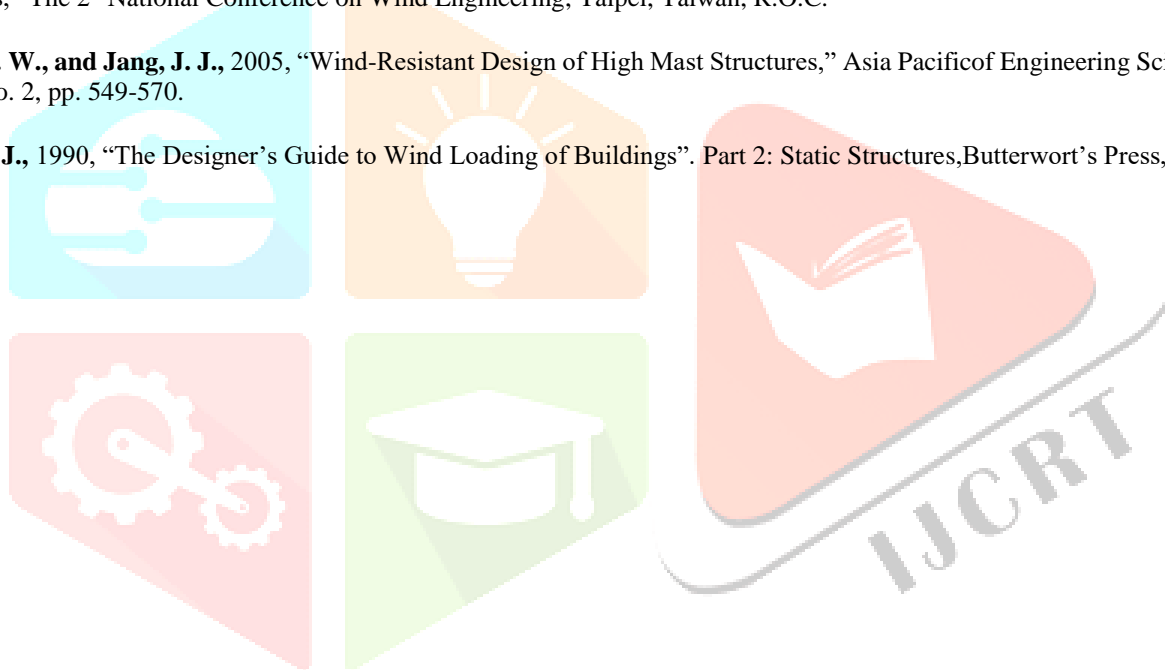 The 2 National Conference on Wind Engineering, Taipei, Taiwan, R.O.C.
W., and Jang, J. J., 2005, “Wind-Resistant Design of High Mast Structures,” Asia Pacificof Engineering Sci
o. 2, pp. 549-570.
J., 1990, “The Designer’s Guide to Wind Loading of Buildings”. Part 2: Static Structures,Butterwort’s Press,
IJCRT